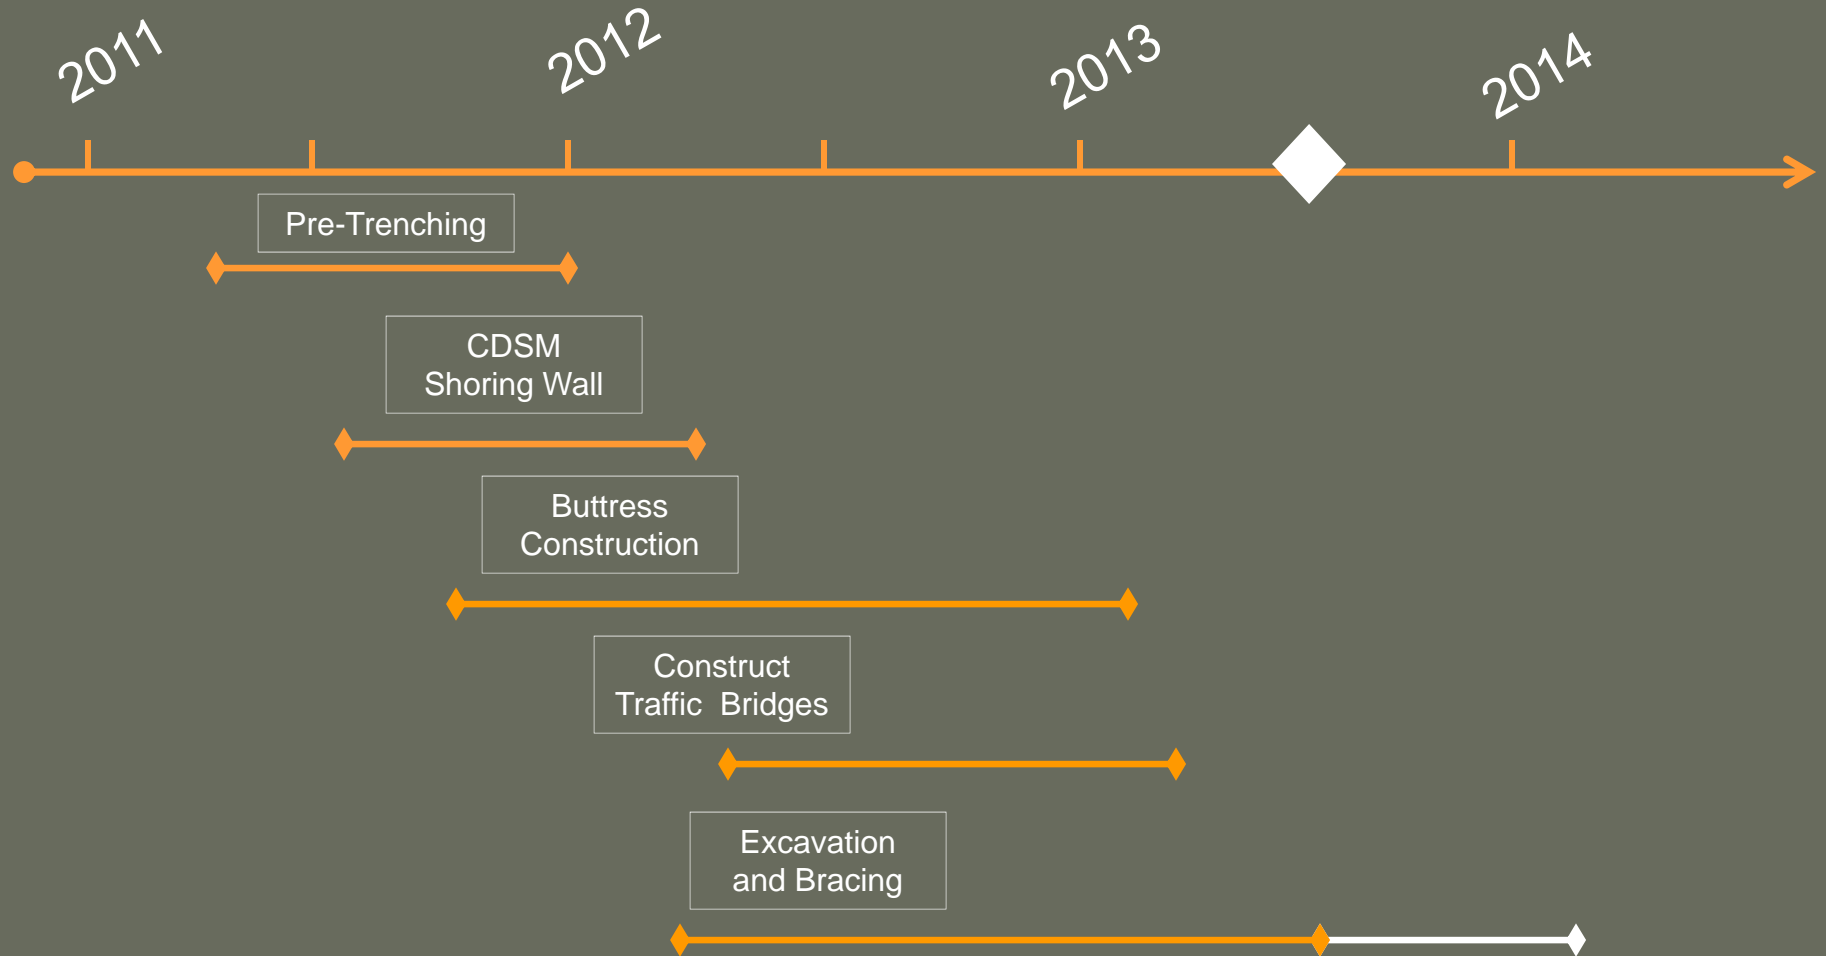 2011
2012
2013
2014
Pre-Trenching
CDSM
Shoring Wall
Buttress
Construction
Construct
Traffic Bridges
Excavation
and Bracing